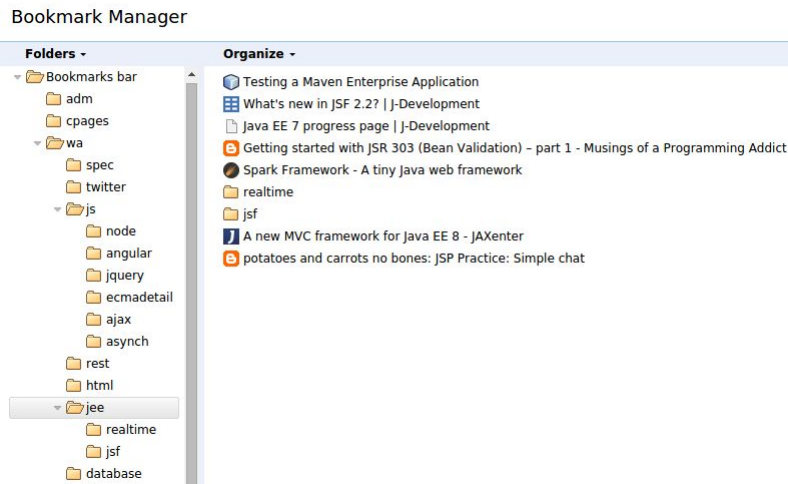 Bookmark Manager
Folders
Organize
Bookmarks bar
adm
cpages
wa
spec
twitter
js
node
angular
jquery
ecmadetail
ajax
asynch
rest
html
jee
realtime
jsf
database
Testing a Maven Enterprise Application
What's new in JSF 2.2? | J-Development
Java EE 7 progress page | J-Development
Getting started with JSR 303 (Bean Validation) – part 1 - Musings of a Programming Addict
Spark Framework - A tiny Java web framework
realtime
jsf
A new MVC framework for Java EE 8 - JAXenter
potatoes and carrots no bones: JSP Practice: Simple chat